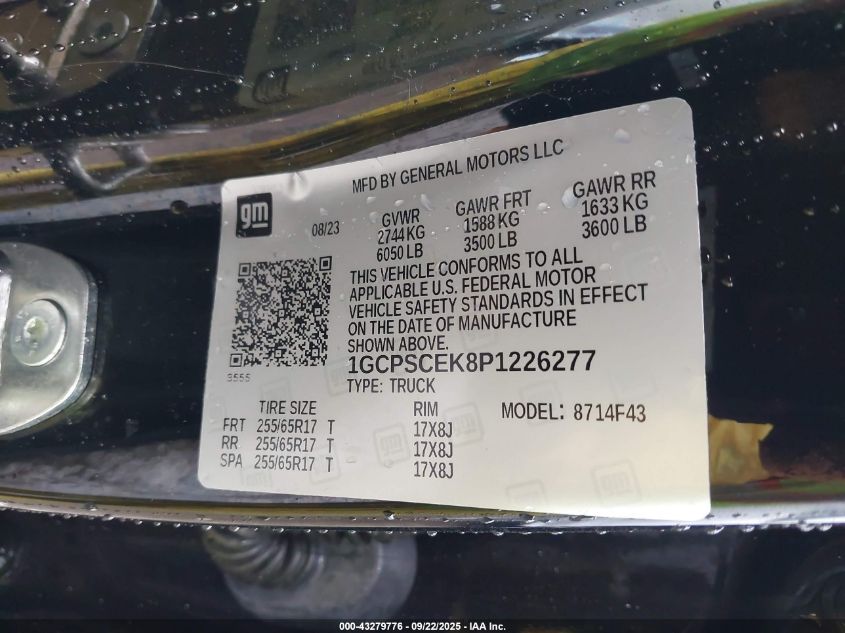 MFD BY GENERAL MOTORS LLC
gm
08/23
GVWR GAWR FRT GAWR RR
2744 KG 1588 KG 1633 KG
6050 LB 3500 LB 3600 LB
THIS VEHICLE CONFORMS TO ALL
APPLICABLE U.S. FEDERAL MOTOR
VEHICLE SAFETY STANDARDS IN EFFECT
ON THE DATE OF MANUFACTURE
SHOWN ABOVE.
3555
1GCPSCEK8P1226277
TYPE: TRUCK
TIRE SIZE RIM MODEL: 8714F43
FRT 255/65R17 T 17X8J
RR 255/65R17 T 17X8J
SPA 255/65R17 T 17X8J
000-43279776 - 09/22/2025 - IAA Inc.